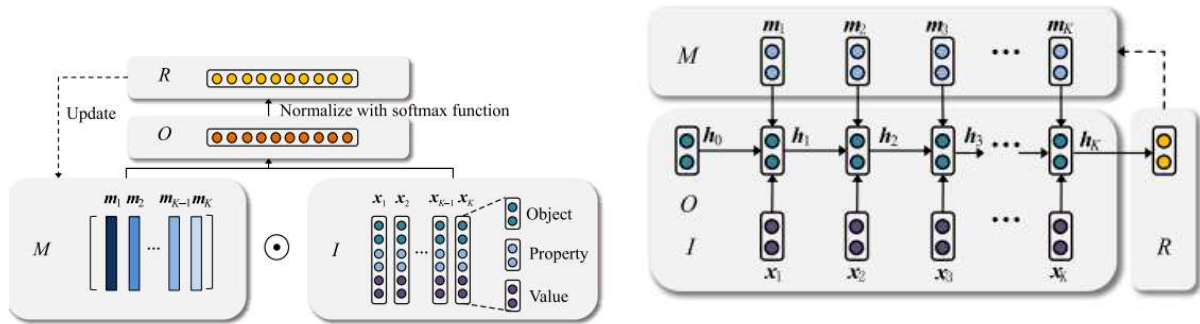 R
Update
Normalize with softmax function
O
m₁ m₂ ... mK−1 mK
M
x₁ x₂ ... xK−1 xK
I
Object
Property
Value
m₁ m₂ m₃ ... mK
M
h₀ h₁ h₂ h₃ ... hK
O
I
...
R
x₁ x₂ x₃ xK